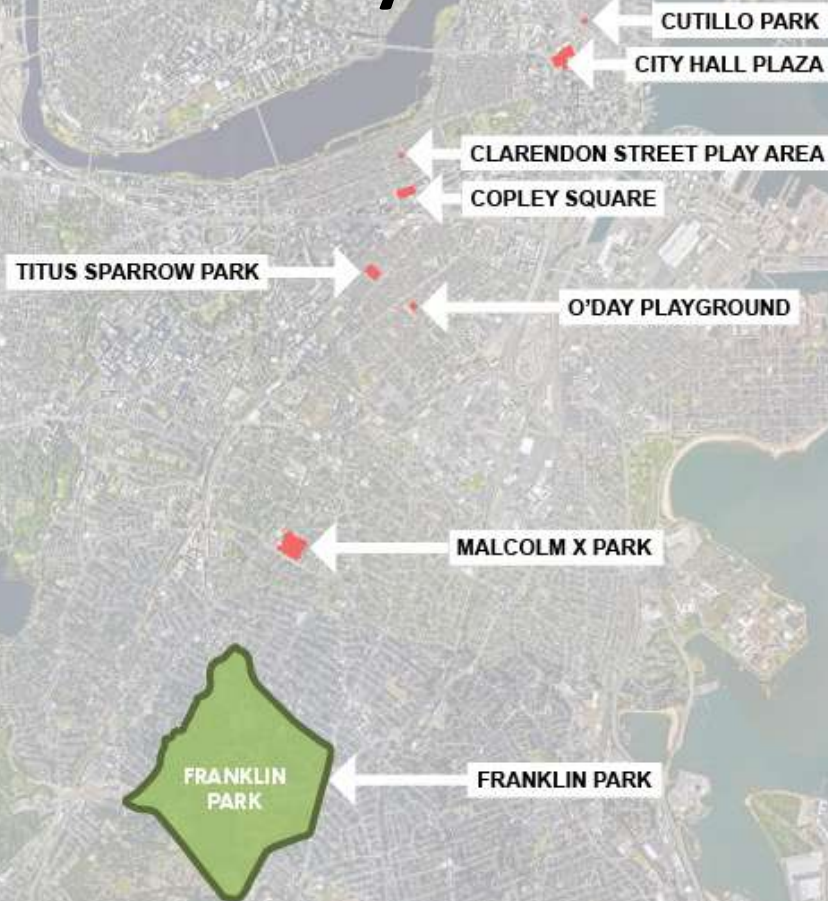 CUTILLO PARK
CITY HALL PLAZA
CLARENDON STREET PLAY AREA
COPLEY SQUARE
TITUS SPARROW PARK
O'DAY PLAYGROUND
MALCOLM X PARK
FRANKLIN
PARK
FRANKLIN PARK